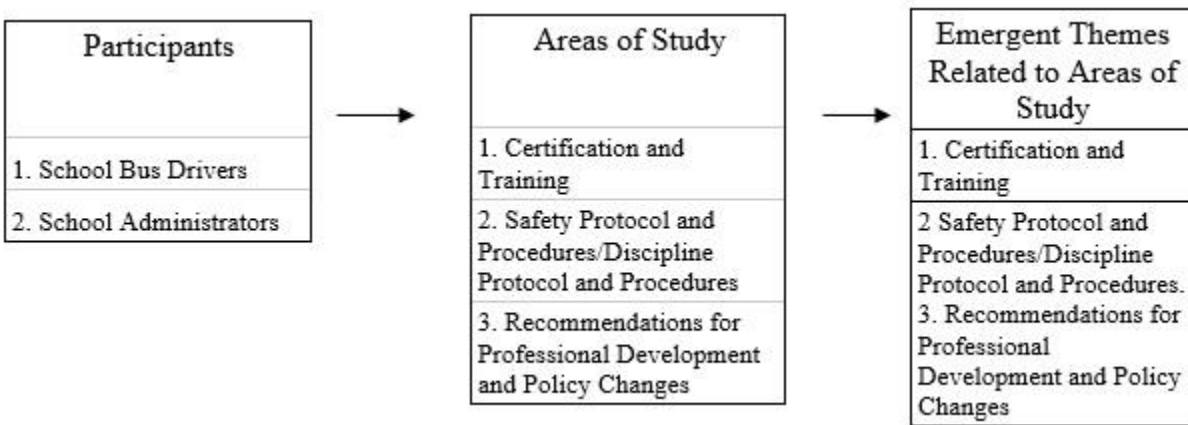 Participants
1. School Bus Drivers
2. School Administrators
Areas of Study
1. Certification and
Training
2. Safety Protocol and
Procedures/Discipline
Protocol and Procedures
3. Recommendations for
Professional Development
and Policy Changes
Emergent Themes
Related to Areas of
Study
1. Certification and
Training
2 Safety Protocol and
Procedures/Discipline
Protocol and Procedures.
3. Recommendations for
Professional
Development and Policy
Changes